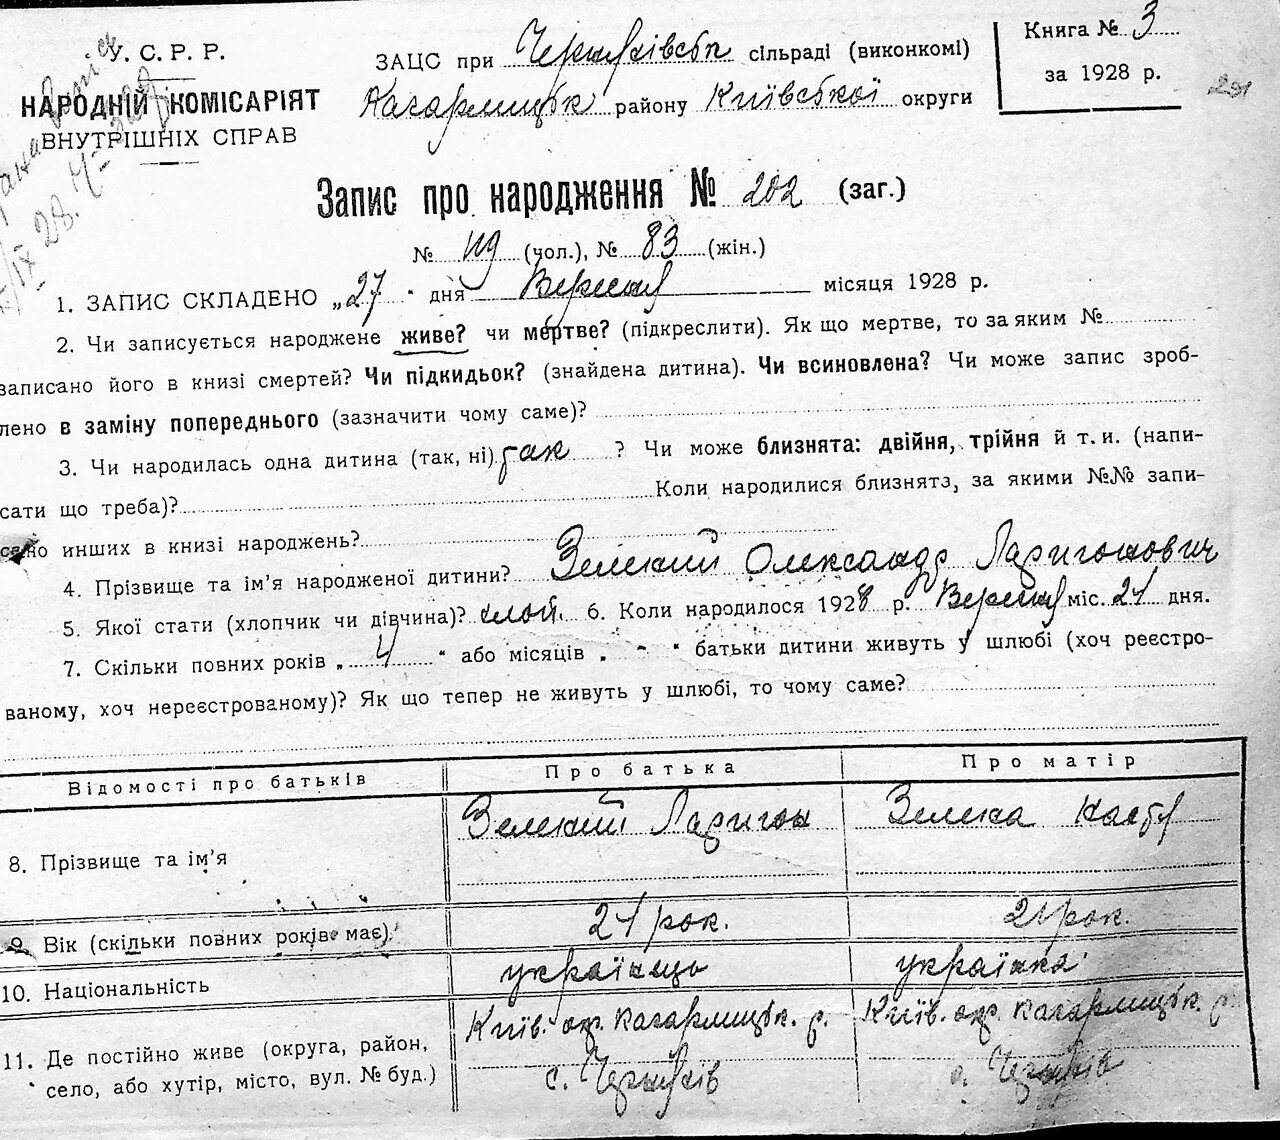 У. С. Р. Р.
НАРОДНІЙ КОМІСАРІЯТ
ВНУТРІШНІХ СПРАВ
ЗАЦС при сільраді (виконкомі)
Кагарлицьк району Київської округи
Книга № 3
за 1928 р.
Запис про народження № 202 (заг.)
№ 119 (чол.), № 83 (жін.)
1. ЗАПИС СКЛАДЕНО „27 " дня Вересня місяця 1928 р.
2. Чи записується народжене живе? чи мертве? (підкреслити). Як що мертве, то за яким №
записано його в книзі смертей? Чи підкидьок? (знайдена дитина). Чи всиновлена? Чи може запис зроб-
лено в заміну попереднього (зазначити чому саме)?
3. Чи народилась одна дитина (так, ні) так ? Чи може близнята: двійня, трійня й т. и. (напи-
сати що треба)? Коли народилися близнята, за якими №№ запи-
сано инших в книзі народжень?
4. Прізвище та ім'я народженої дитини? Зелений Олександр Ларигонович
5. Якої стати (хлопчик чи дівчина)? 6. Коли народилося 1928 р. Вересня міс. 21 дня.
7. Скільки повних років „ 4 " або місяців „ - " батьки дитини живуть у шлюбі (хоч реєстро-
ваному, хоч нереєстрованому)? Як що тепер не живуть у шлюбі, то чому саме?
Відомості про батьків Про батька Про матір
8. Прізвище та ім'я Ларигон
9. Вік (скільки повних років має). 21 рок. 21 рок.
10. Національність українець українка
11. Де постійно живе (округа, район, Київ. окр. Кагарлицьк. р. Київ. окр. Кагарлицьк. р.
село, або хутір, місто, вул. № буд.) с. с.